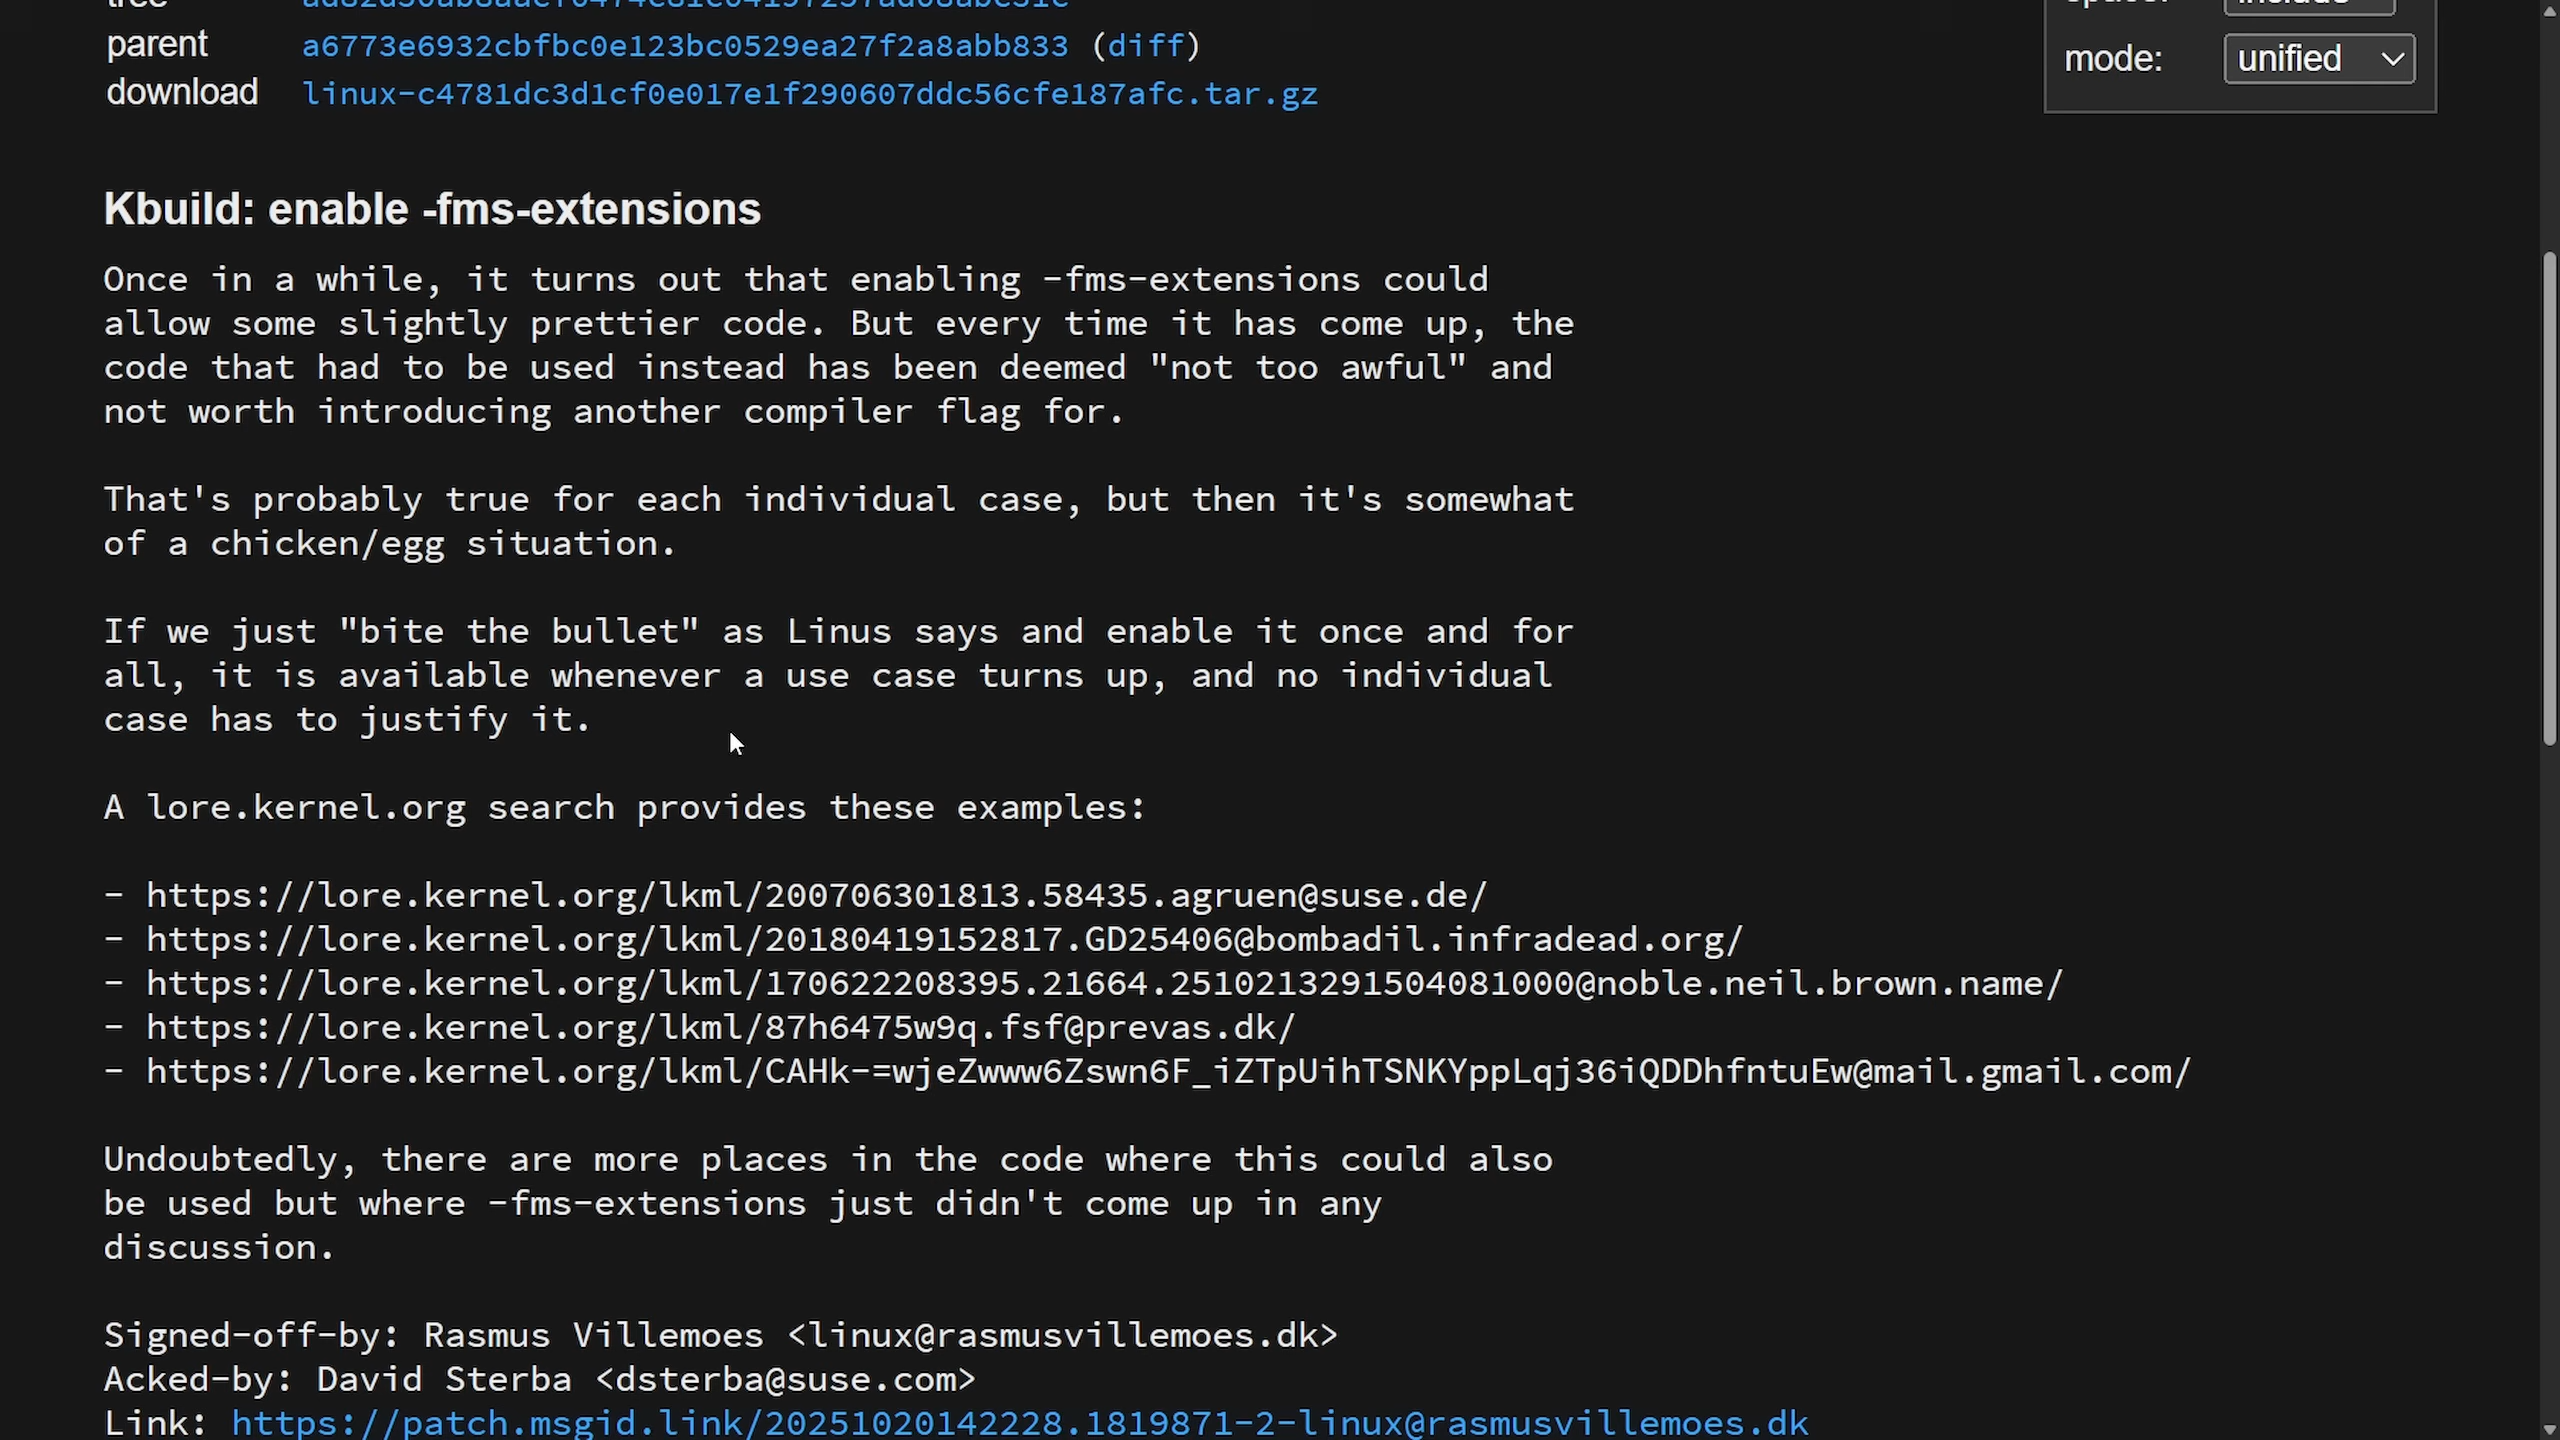 parent a6773e6932cbfbc0e123bc0529ea27f2a8abb833 (diff)
mode: unified
download linux-c4781dc3d1cf0e017e1f290607ddc56cfe187afc.tar.gz
Kbuild: enable -fms-extensions
Once in a while, it turns out that enabling -fms-extensions could
allow some slightly prettier code. But every time it has come up, the
code that had to be used instead has been deemed "not too awful" and
not worth introducing another compiler flag for.
That's probably true for each individual case, but then it's somewhat
of a chicken/egg situation.
If we just "bite the bullet" as Linus says and enable it once and for
all, it is available whenever a use case turns up, and no individual
case has to justify it.
A lore.kernel.org search provides these examples:
- https://lore.kernel.org/lkml/200706301813.58435.agruen@suse.de/
- https://lore.kernel.org/lkml/20180419152817.GD25406@bombadil.infradead.org/
- https://lore.kernel.org/lkml/170622208395.21664.2510213291504081000@noble.neil.brown.name/
- https://lore.kernel.org/lkml/87h6475w9q.fsf@prevas.dk/
- https://lore.kernel.org/lkml/CAHk-=wjeZwww6Zswn6F_iZTpUihTSNKYppLqj36iQDDhfntuEw@mail.gmail.com/
Undoubtedly, there are more places in the code where this could also
be used but where -fms-extensions just didn't come up in any
discussion.
Signed-off-by: Rasmus Villemoes <linux@rasmusvillemoes.dk>
Acked-by: David Sterba <dsterba@suse.com>
Link: https://patch.msgid.link/20251020142228.1819871-2-linux@rasmusvillemoes.dk